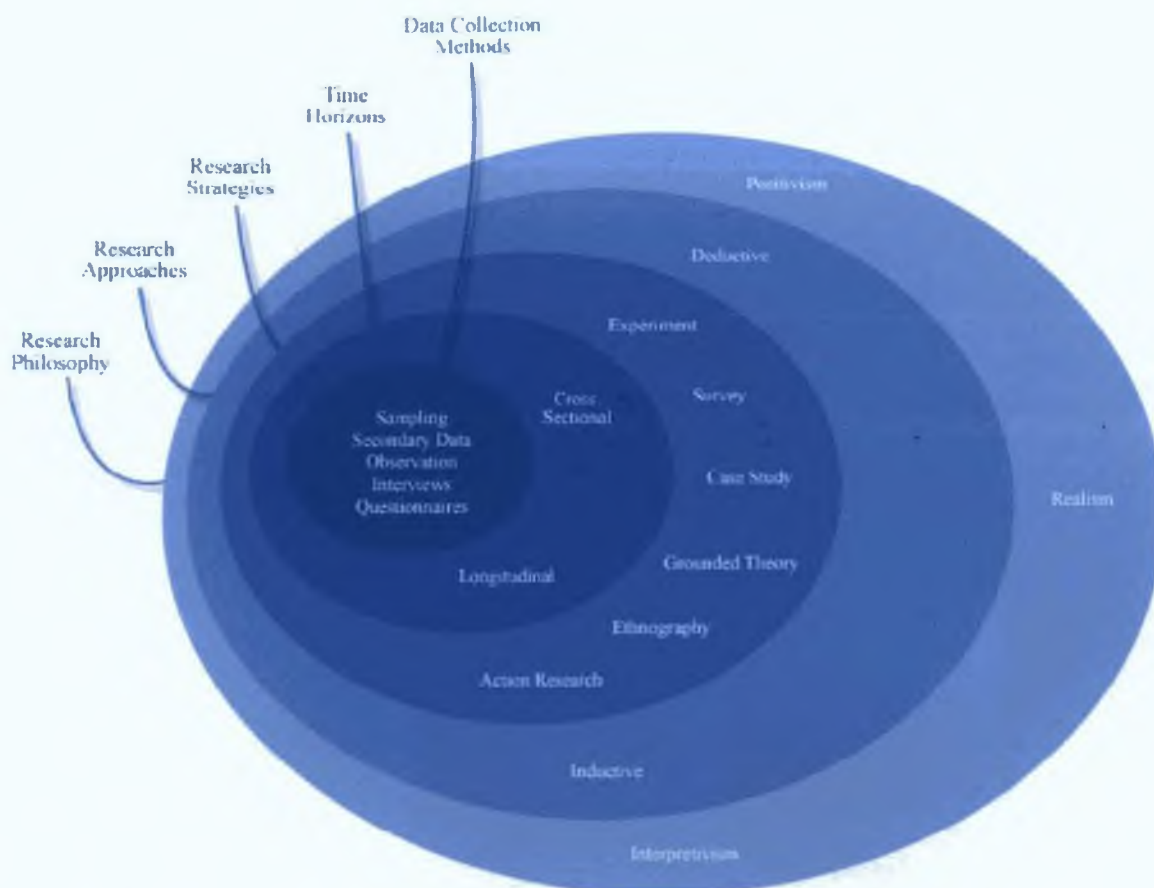 Data Collection
Methods
Time
Horizons
Research
Strategies
Research
Approaches
Research
Philosophy
Positivism
Deductive
Experiment
Survey
Cross
Sectional
Sampling
Secondary Data
Observation
Interviews
Questionnaires
Case Study
Realism
Grounded Theory
Longitudinal
Ethnography
Action Research
Inductive
Interpretivism